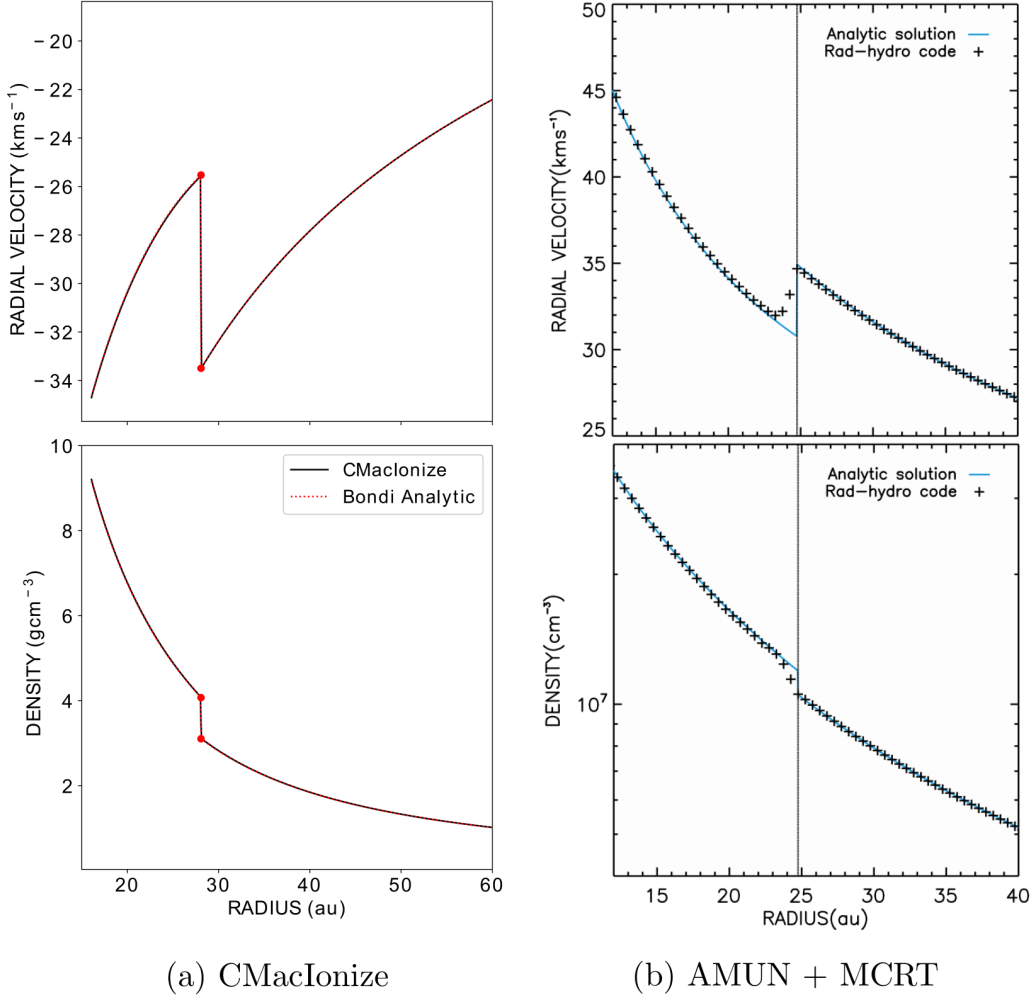 RADIAL VELOCITY (kms⁻¹)
−20
−22
−24
−26
−28
−30
−32
−34
DENSITY (gcm⁻³)
10
8
6
4
2
CMacIonize
Bondi Analytic
20
30
40
50
60
RADIUS (au)
(a) CMacIonize
RADIAL VELOCITY(kms⁻¹)
50
45
40
35
30
25
Analytic solution
Rad−hydro code
DENSITY(cm⁻³)
10⁷
Analytic solution
Rad−hydro code
15
20
25
30
35
40
RADIUS(au)
(b) AMUN + MCRT